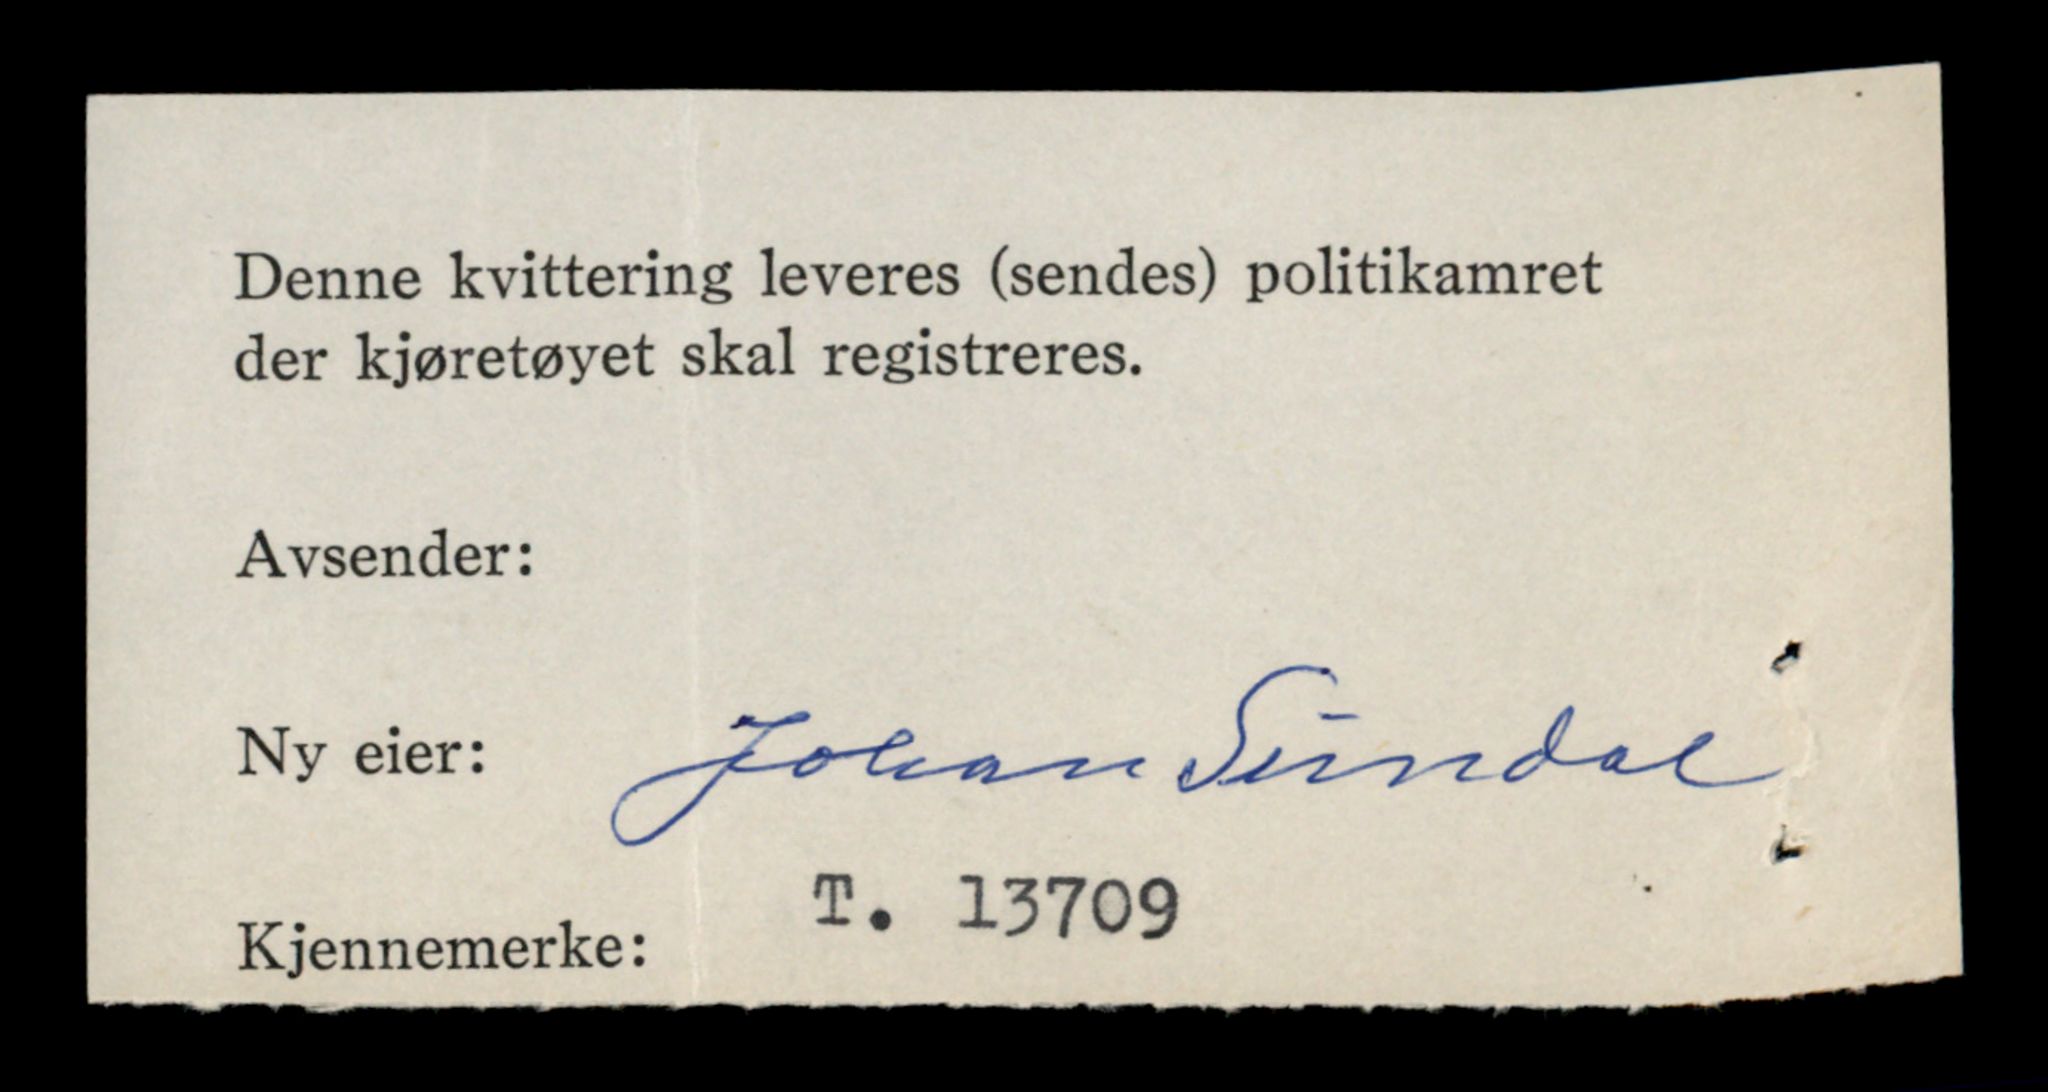 Denne kvittering leveres (sendes) politikamret
der kjøretøyet skal registreres.
Avsender:
Ny eier: Johan Sundal
Kjennemerke: T. 13709